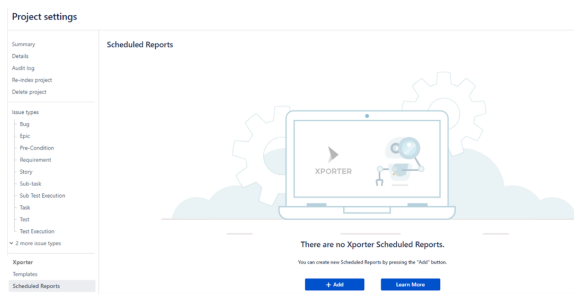 Project settings
Summary
Details
Audit log
Re-index project
Delete project
Issue types
Bug
Epic
Pre-Condition
Requirement
Story
Sub-task
Sub Test Execution
Task
Test
Test Execution
2 more issue types
Xporter
Templates
Scheduled Reports
Scheduled Reports
XPORTER
There are no Xporter Scheduled Reports.
You can create new Scheduled Reports by pressing the "Add" button.
+ Add
Learn More